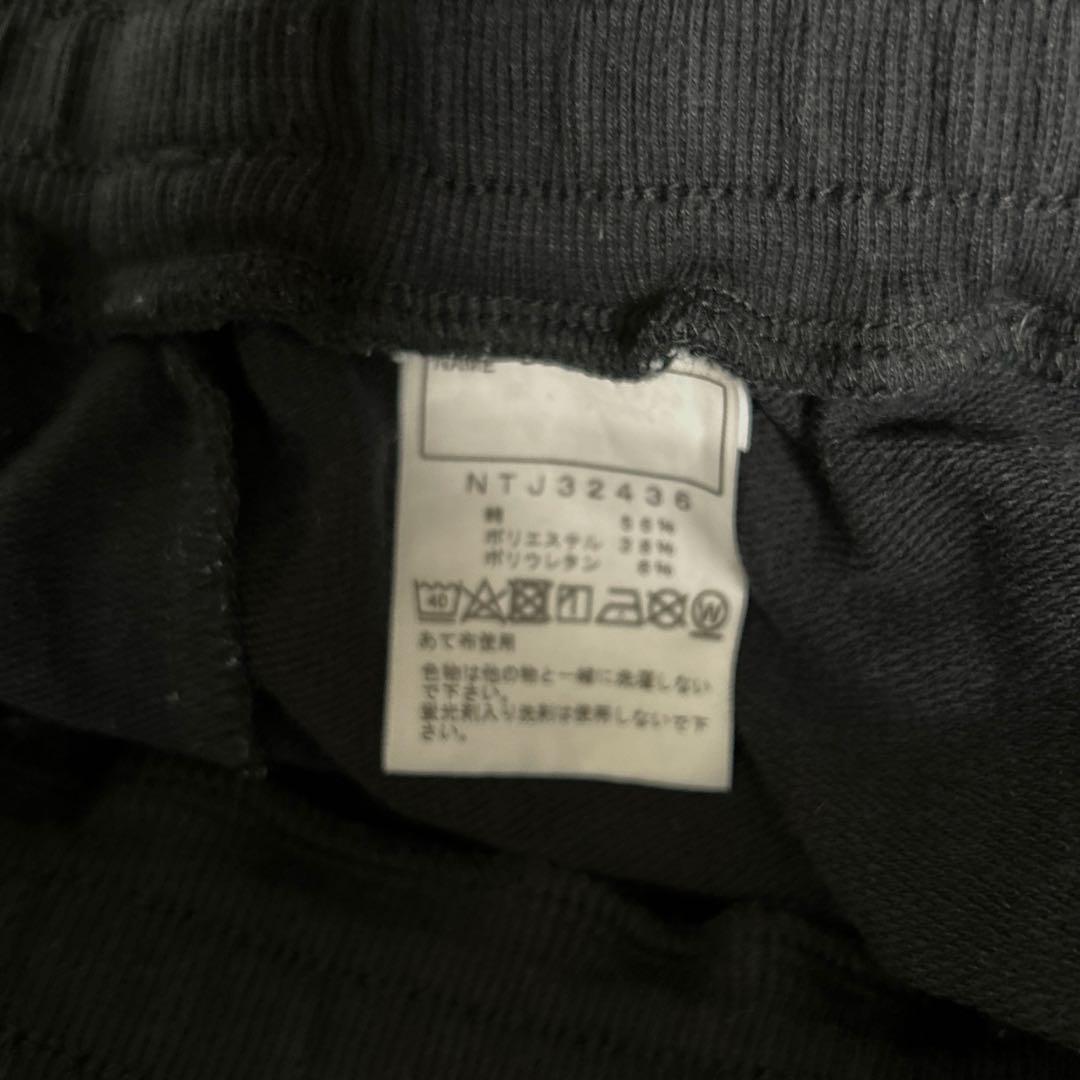 NAME
NTJ32436
綿 56%
ポリエステル 38%
ポリウレタン 6%
40 W
あて布使用
色物は他の物と一緒に洗濯しない
で下さい。
蛍光剤入り洗剤は使用しないで下
さい。